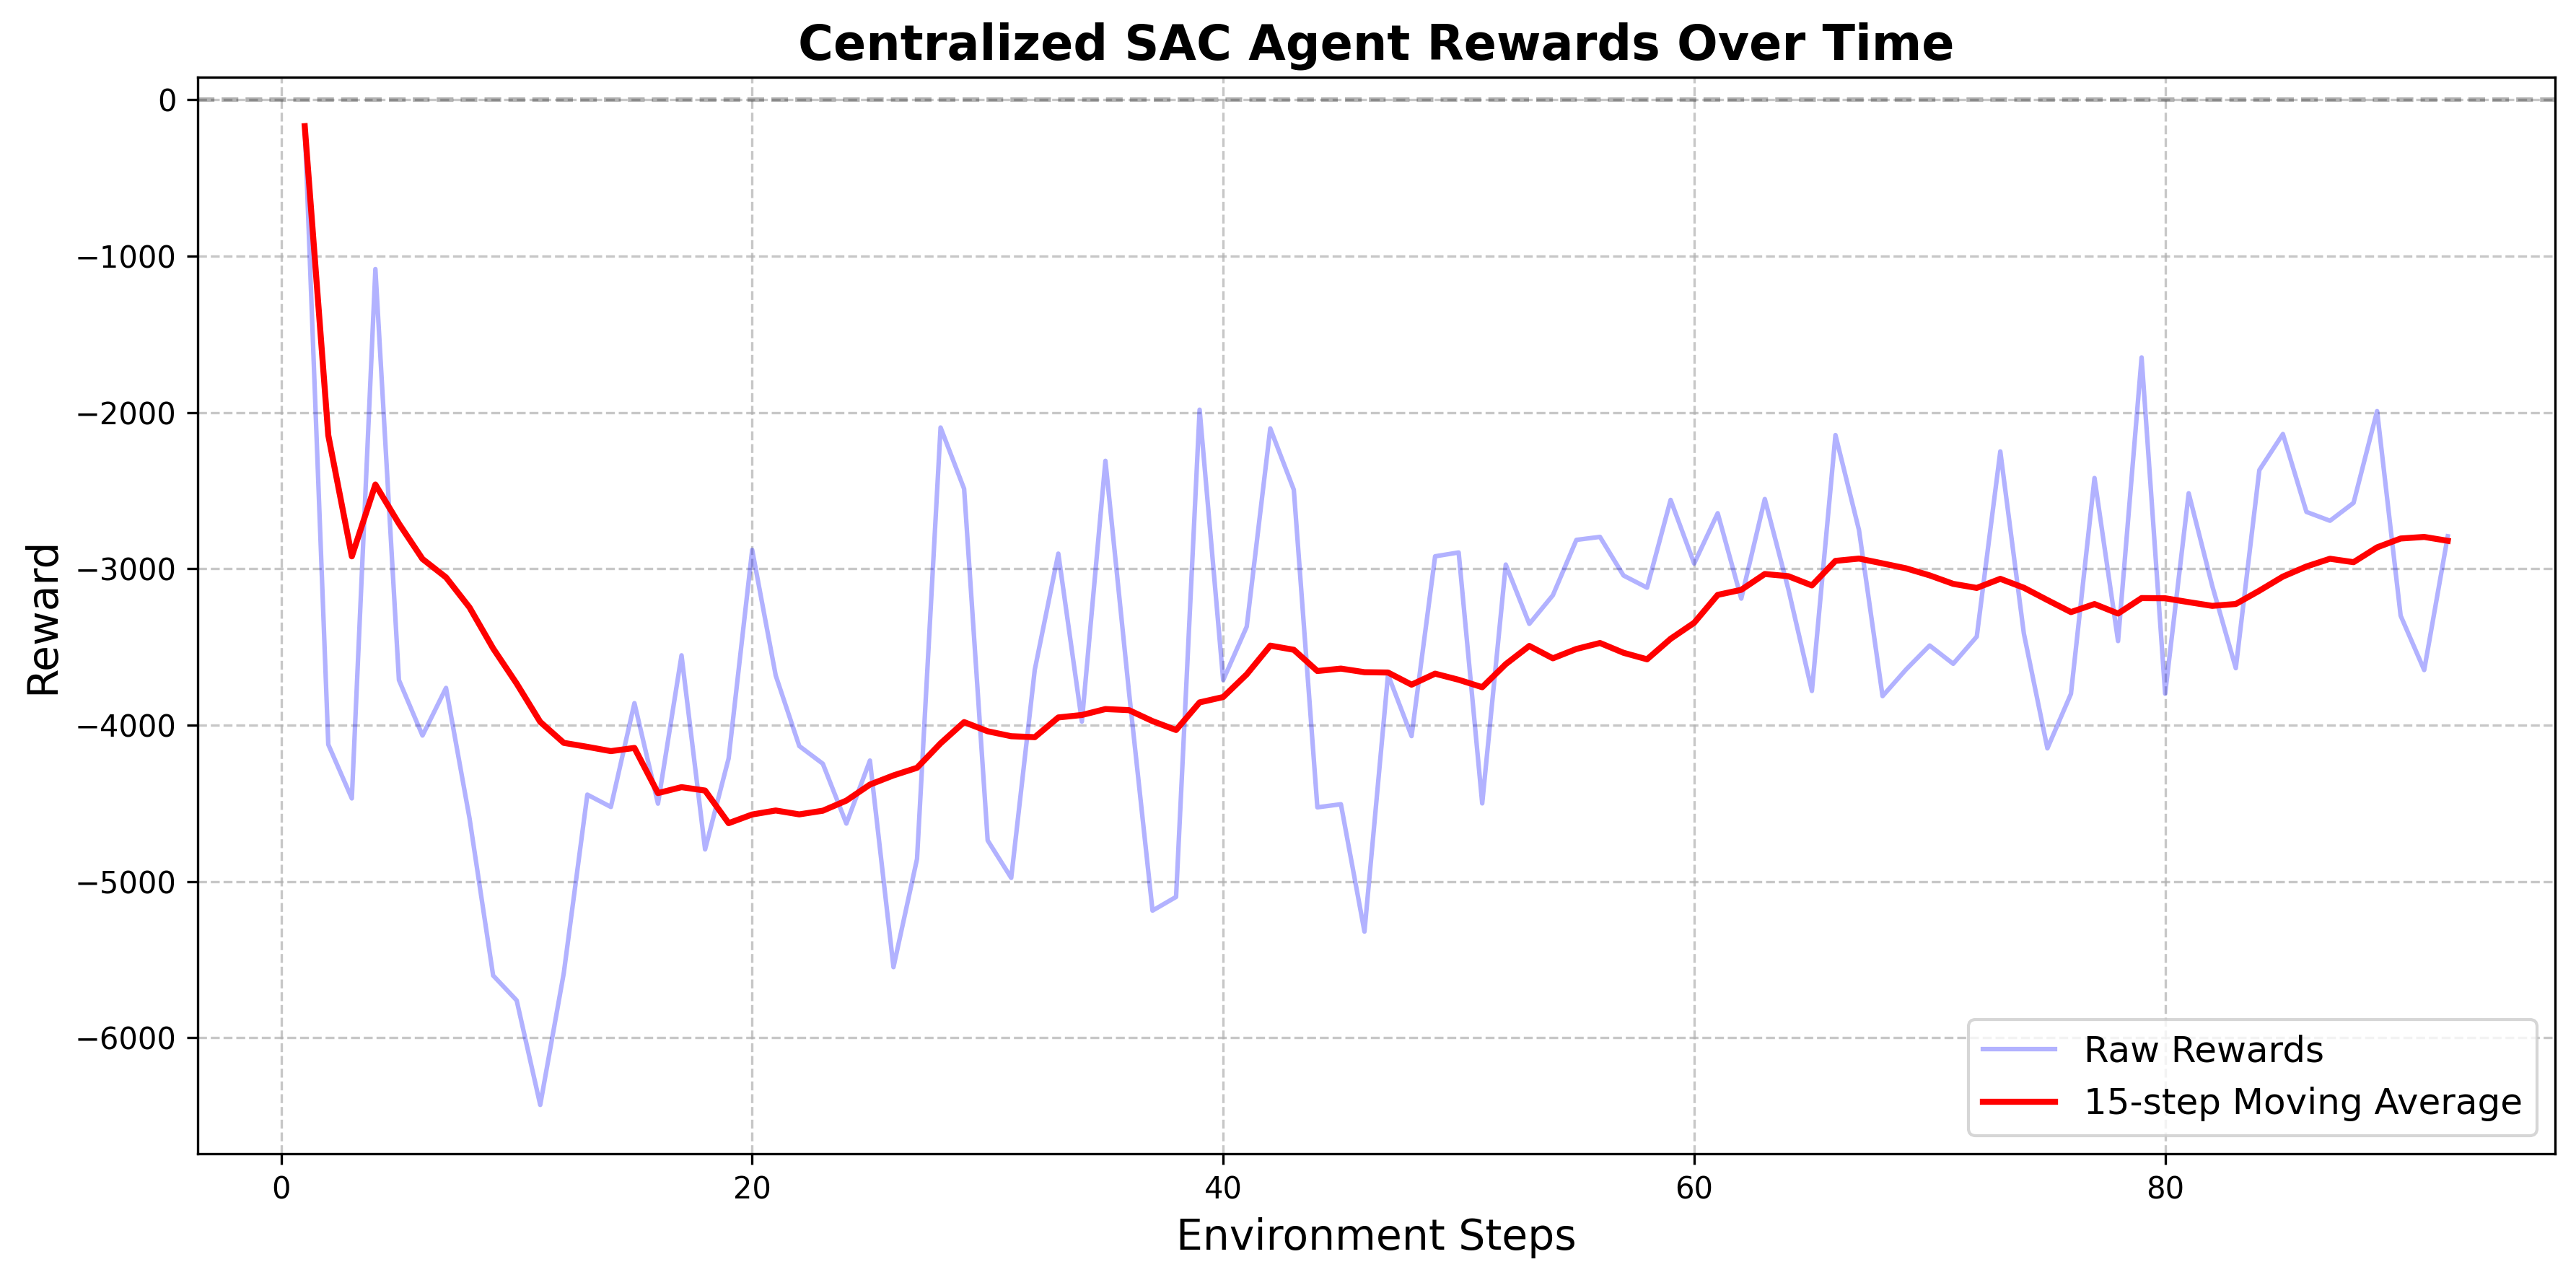 Centralized SAC Agent Rewards Over Time
0
−1000
−2000
−3000
−4000
−5000
−6000
Reward
0 20 40 60 80
Environment Steps
Raw Rewards
15-step Moving Average